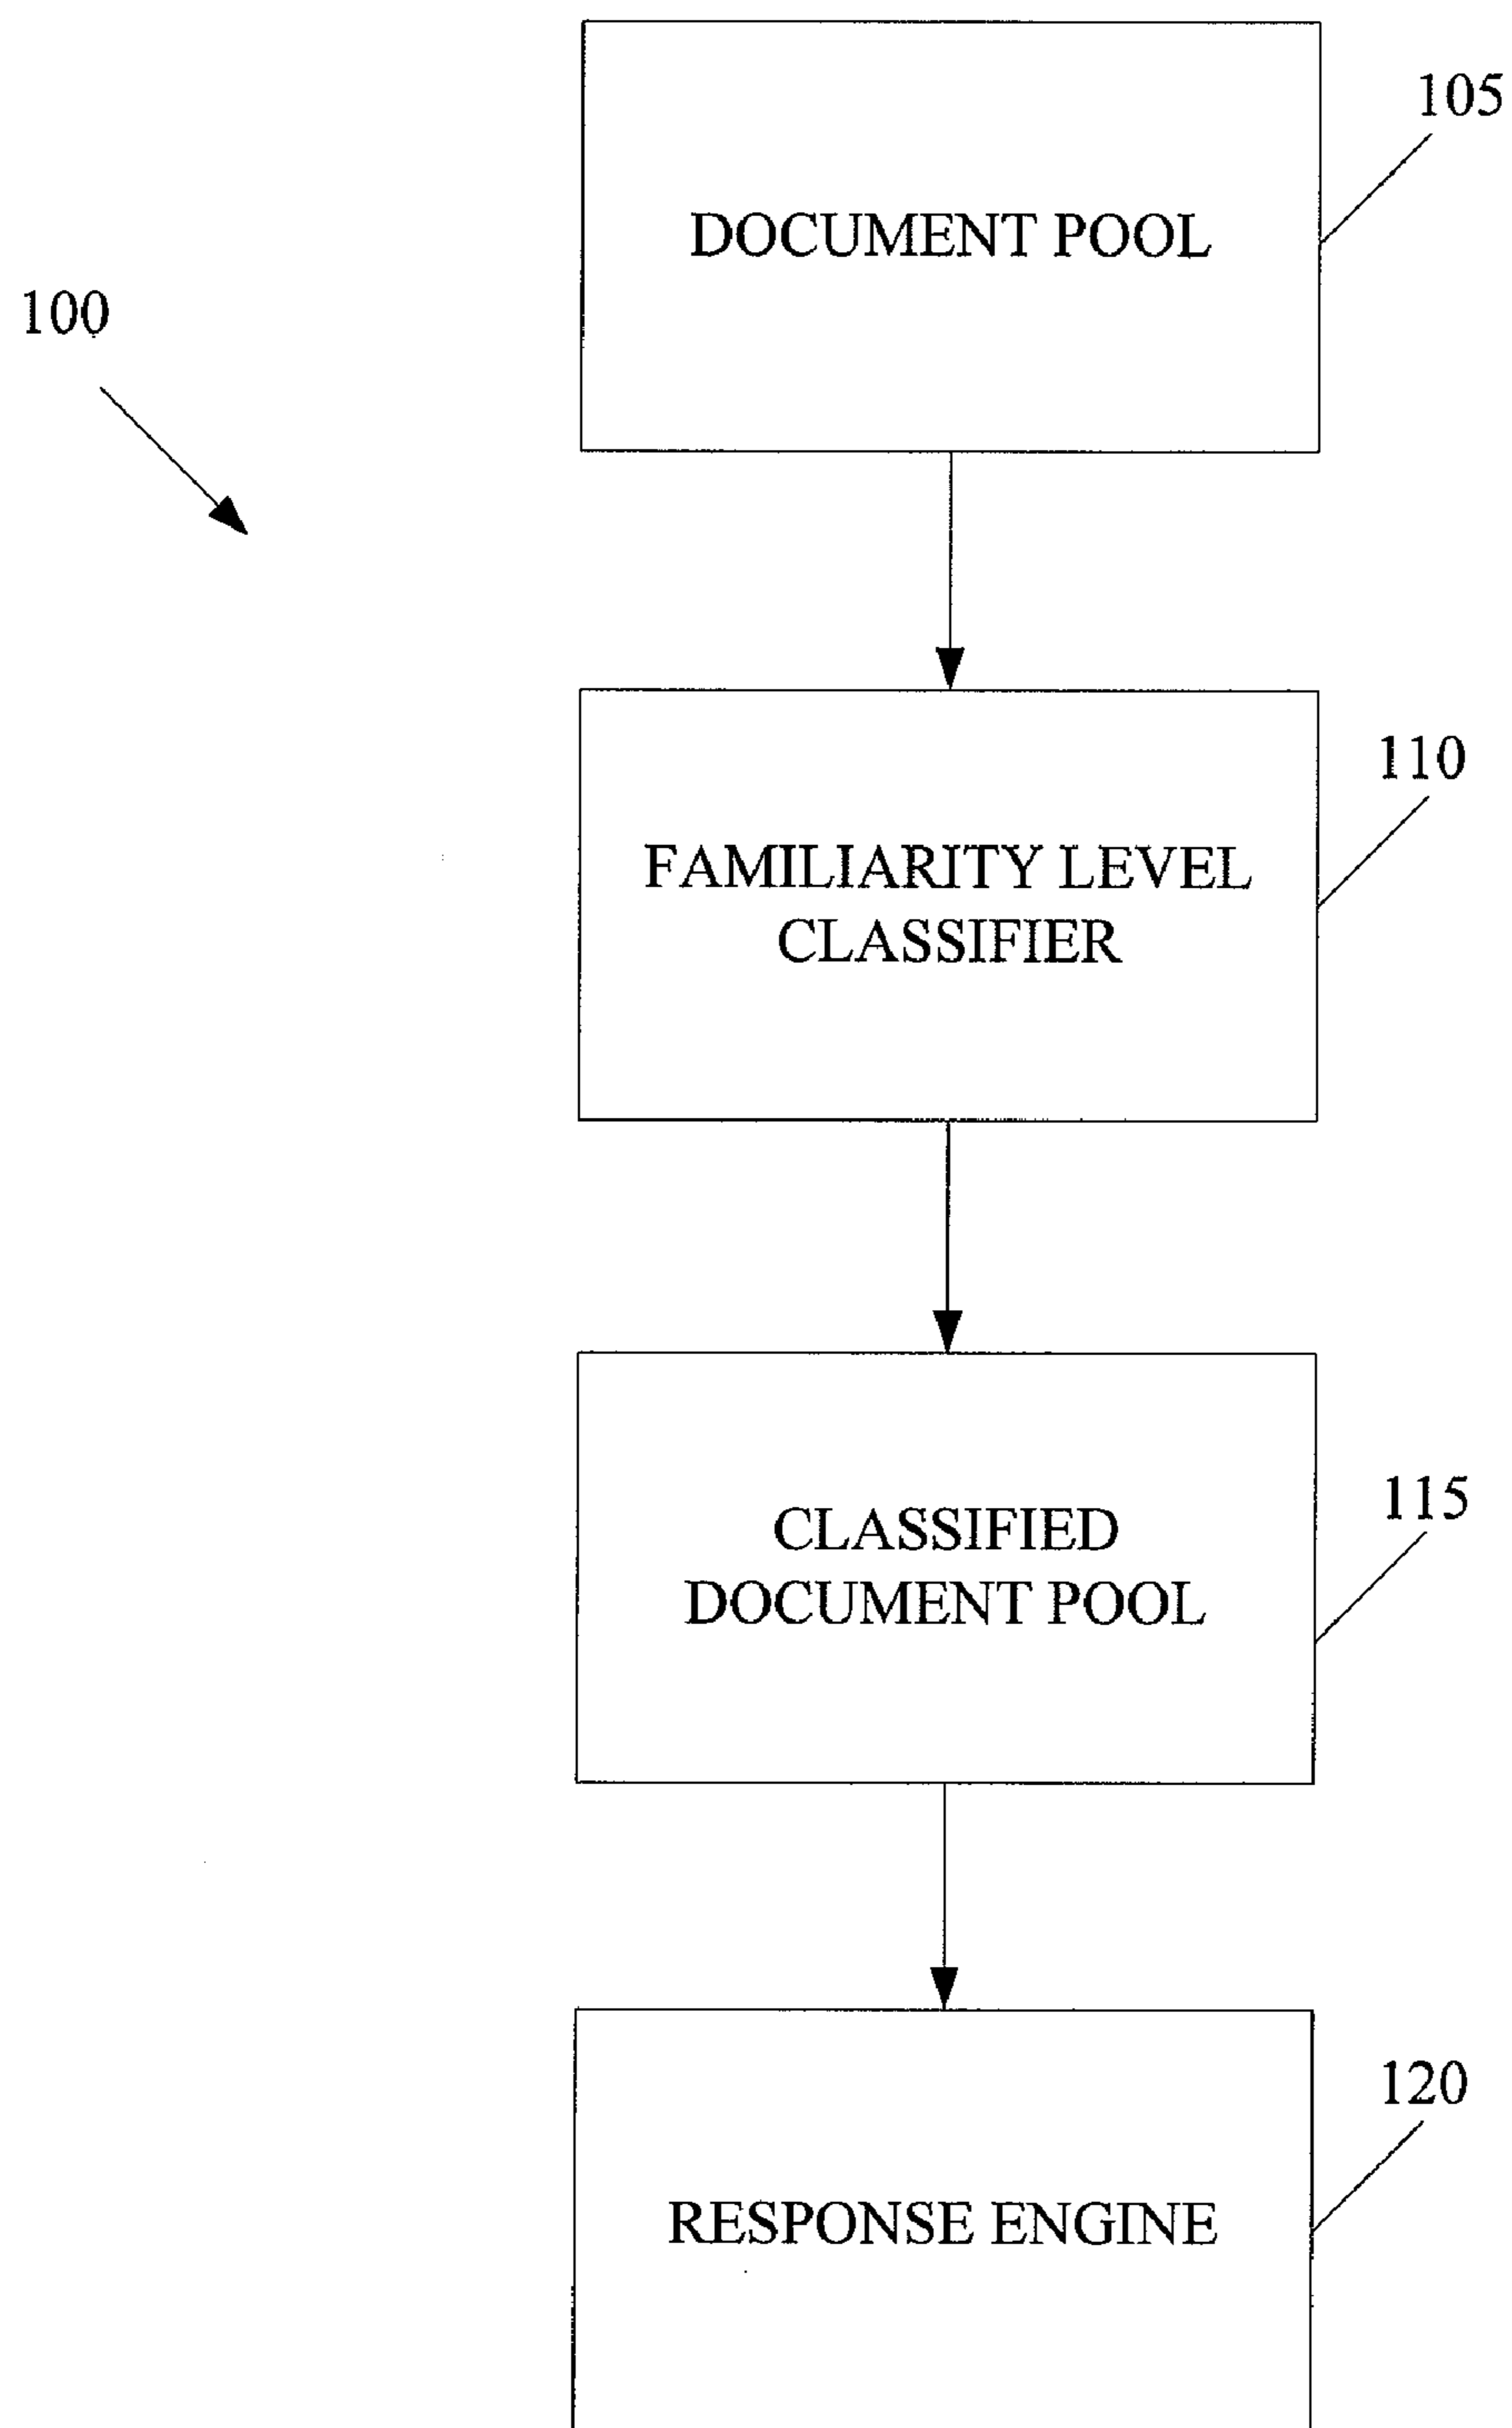 105
DOCUMENT POOL
100
110
FAMILIARITY LEVEL
CLASSIFIER
115
CLASSIFIED
DOCUMENT POOL
120
RESPONSE ENGINE